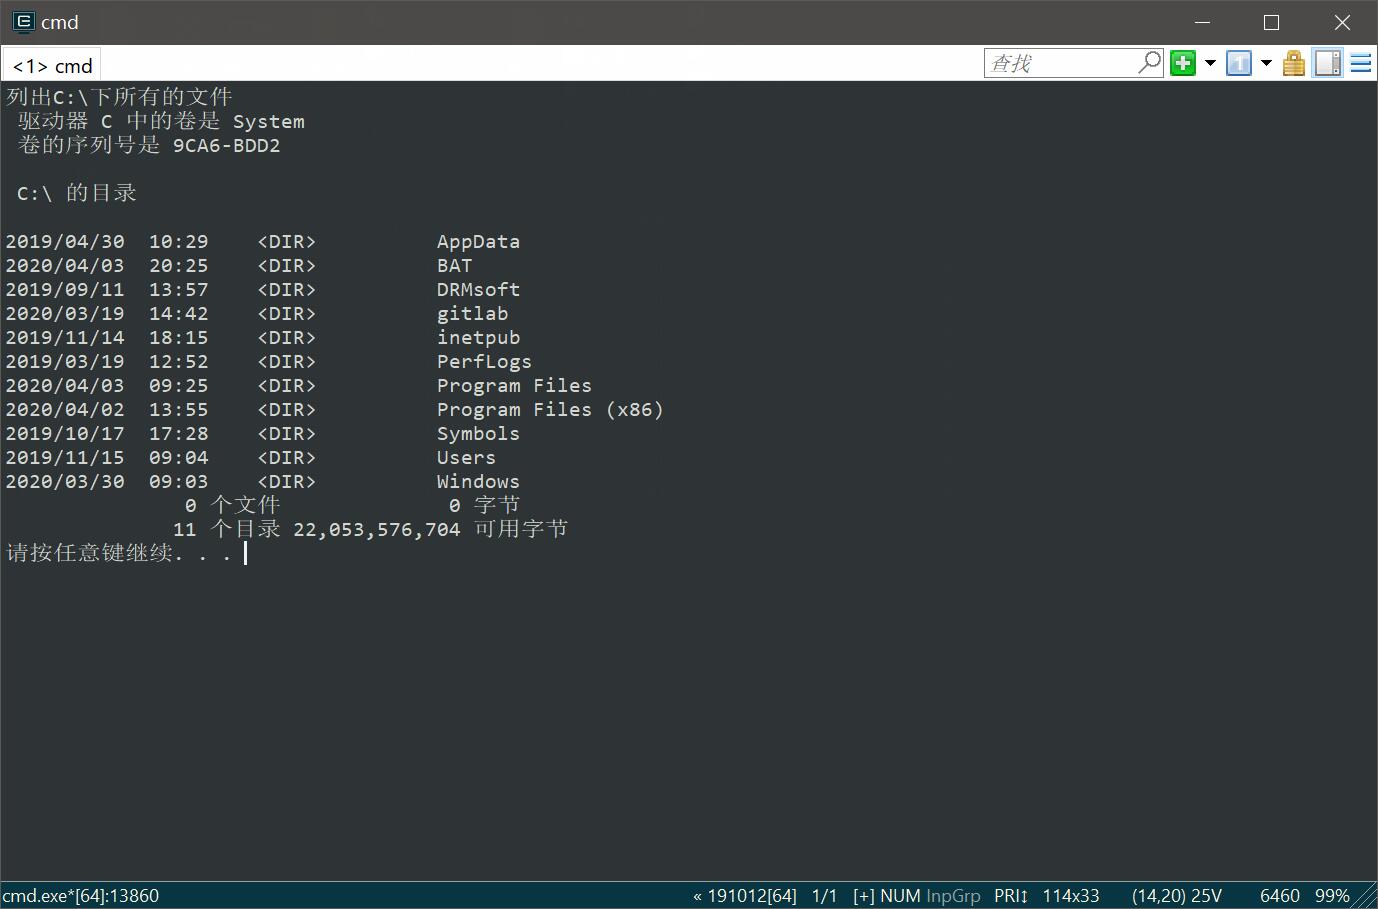 cmd
<1> cmd
查找
列出C:\下所有的文件
驱动器 C 中的卷是 System
卷的序列号是 9CA6-BDD2
C:\ 的目录
2019/04/30  10:29    <DIR>          AppData
2020/04/03  20:25    <DIR>          BAT
2019/09/11  13:57    <DIR>          DRMsoft
2020/03/19  14:42    <DIR>          gitlab
2019/11/14  18:15    <DIR>          inetpub
2019/03/19  12:52    <DIR>          PerfLogs
2020/04/03  09:25    <DIR>          Program Files
2020/04/02  13:55    <DIR>          Program Files (x86)
2019/10/17  17:28    <DIR>          Symbols
2019/11/15  09:04    <DIR>          Users
2020/03/30  09:03    <DIR>          Windows
0 个文件              0 字节
11 个目录 22,053,576,704 可用字节
请按任意键继续. . .
cmd.exe*[64]:13860 « 191012[64] 1/1 [+] NUM InpGrp PRI↕ 114x33 (14,20) 25V 6460 99%